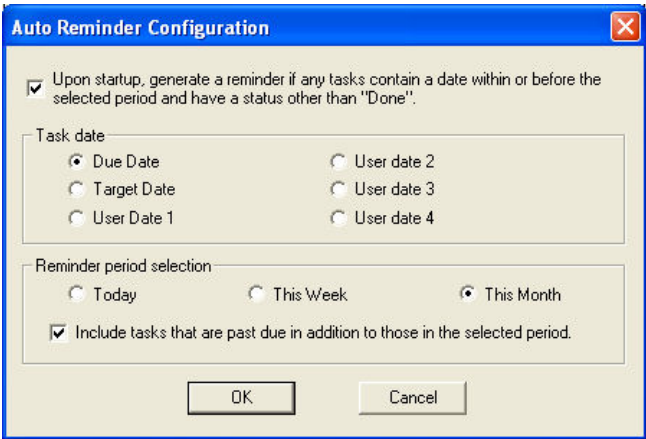 Auto Reminder Configuration
Upon startup, generate a reminder if any tasks contain a date within or before the
selected period and have a status other than "Done".
Task date
Due Date
User date 2
Target Date
User date 3
User Date 1
User date 4
Reminder period selection
Today
This Week
This Month
Include tasks that are past due in addition to those in the selected period.
OK
Cancel